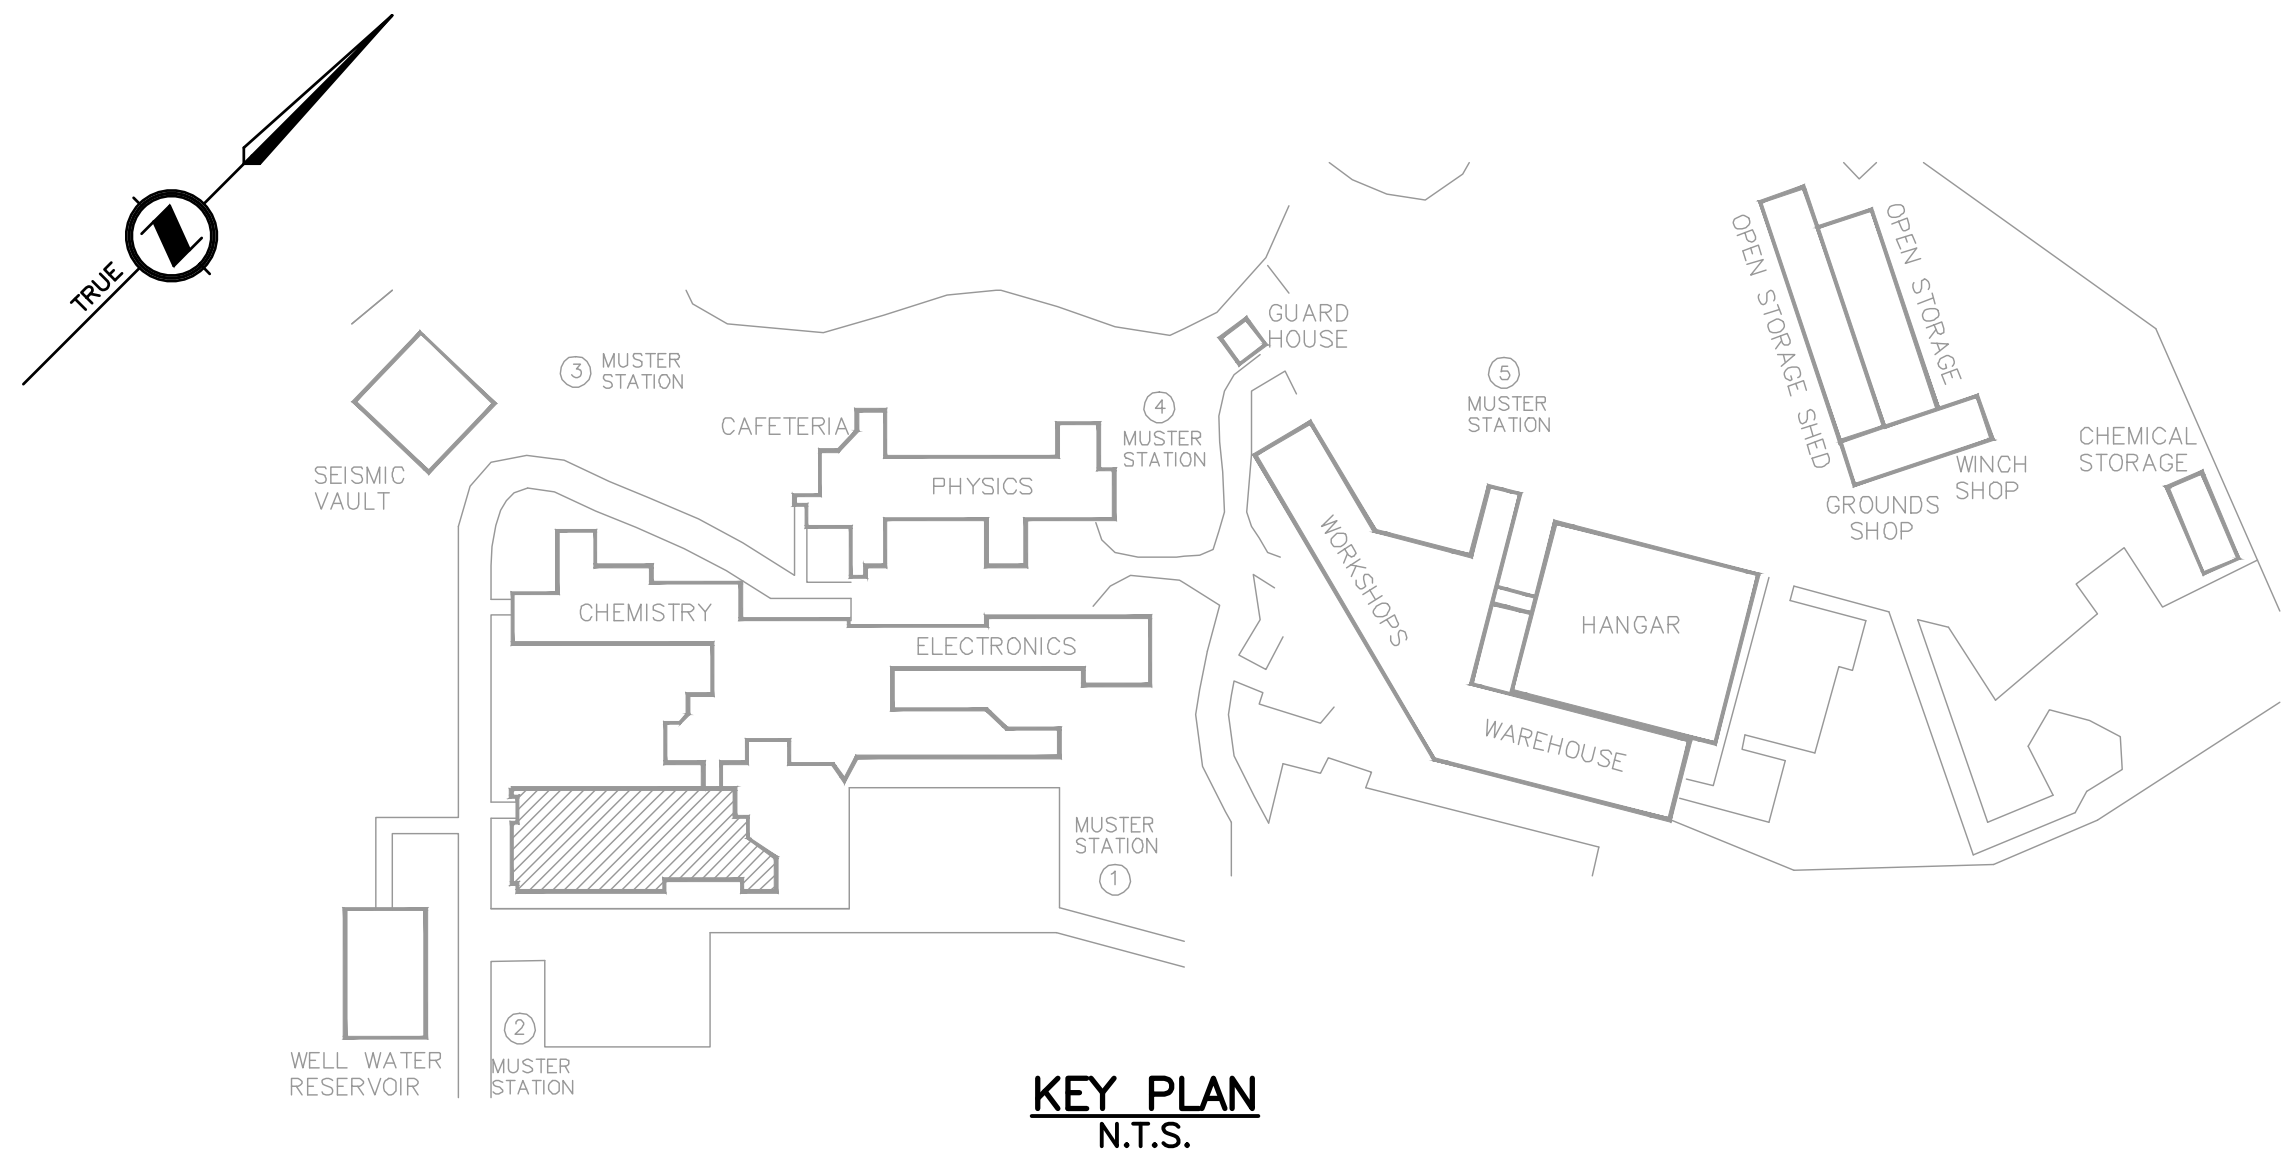 TRUE
GUARD
HOUSE
OPEN STORAGE SHED
OPEN STORAGE
3
MUSTER
STATION
5
MUSTER
STATION
4
MUSTER
STATION
CAFETERIA
SEISMIC
VAULT
PHYSICS
CHEMICAL
STORAGE
WINCH
SHOP
GROUNDS
SHOP
WORKSHOPS
CHEMISTRY
HANGAR
ELECTRONICS
WAREHOUSE
MUSTER
STATION
1
2
MUSTER
STATION
WELL WATER
RESERVOIR
KEY PLAN
N.T.S.